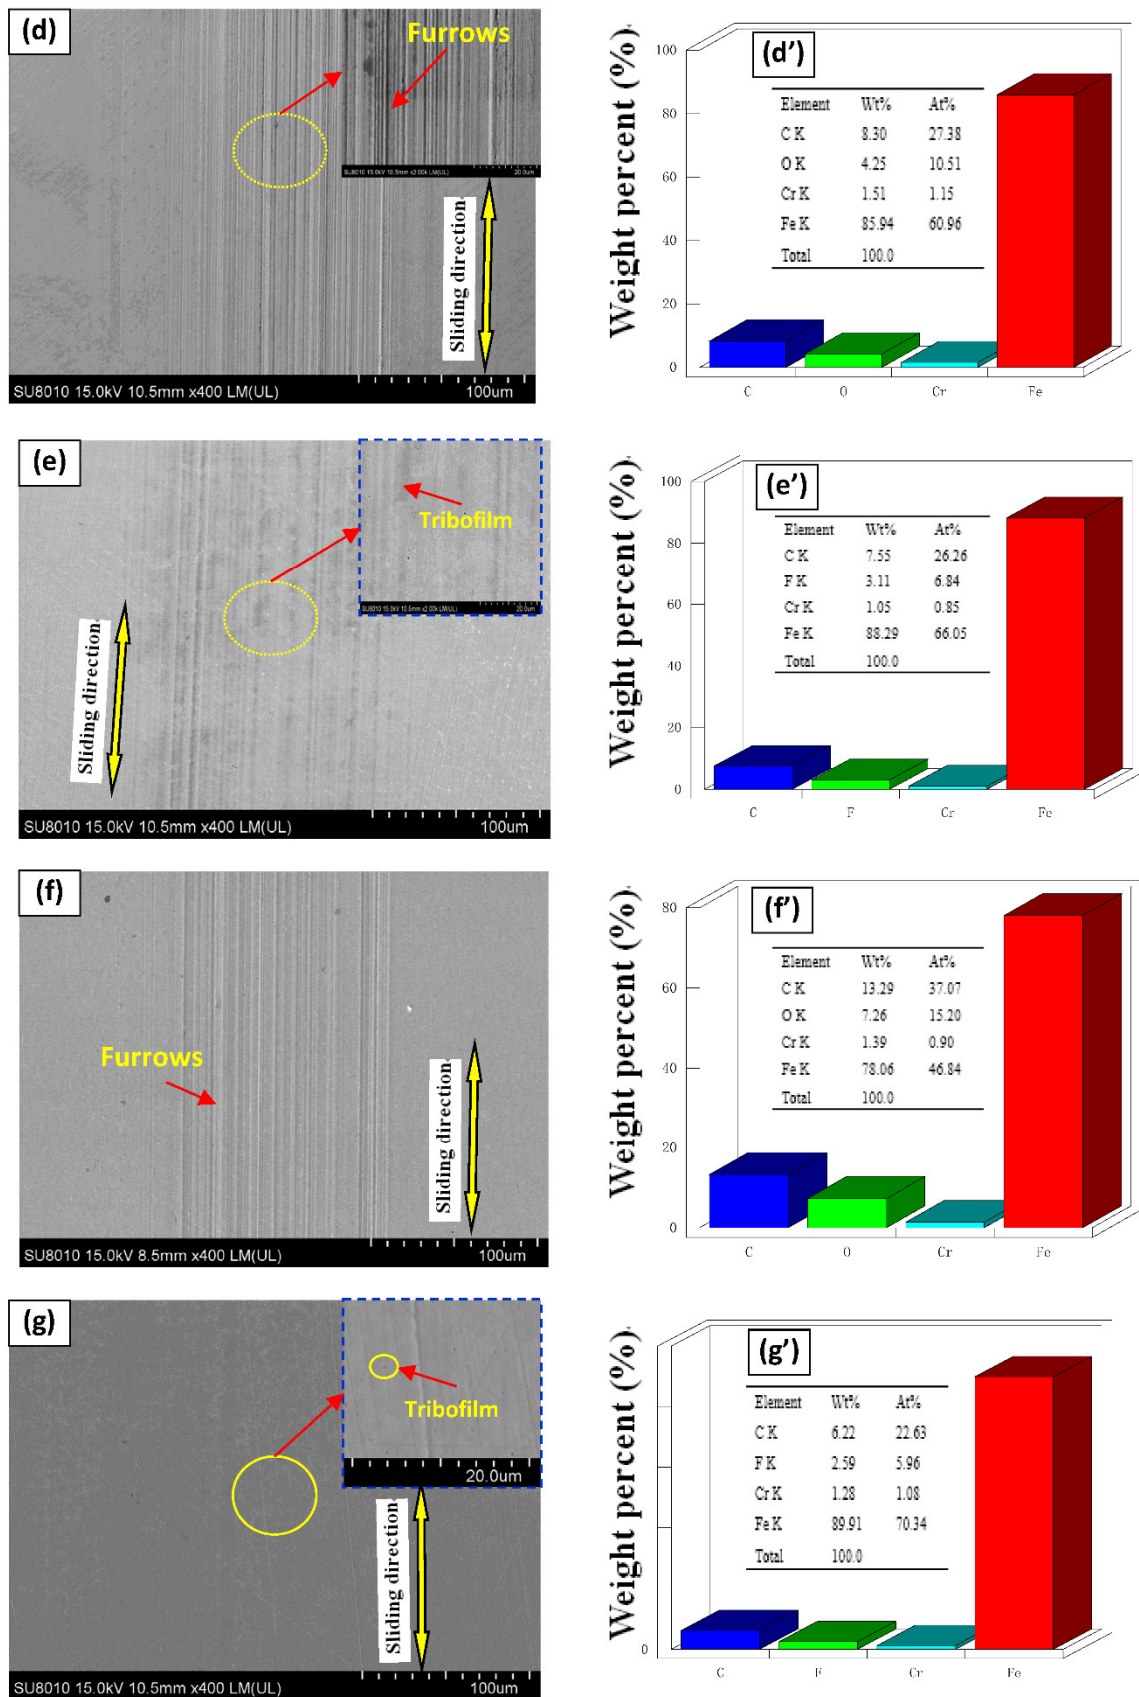 (d)
Furrows
SU8010 15.0kV 10.5mm x2.00k LM(UL)
20.0um
Sliding direction
SU8010 15.0kV 10.5mm x400 LM(UL)
100um
(d')
Weight percent (%)
100
80
60
40
20
0
Element Wt% At%
C K 8.30 27.38
O K 4.25 10.51
Cr K 1.51 1.15
Fe K 85.94 60.96
Total 100.0
C O Cr Fe
(e)
Tribofilm
SU8010 15.0kV 10.5mm x2.00k LM(UL)
20.0um
Sliding direction
SU8010 15.0kV 10.5mm x400 LM(UL)
100um
(e')
Weight percent (%)
100
80
60
40
20
0
Element Wt% At%
C K 7.55 26.26
F K 3.11 6.84
Cr K 1.05 0.85
Fe K 88.29 66.05
Total 100.0
C F Cr Fe
(f)
Furrows
Sliding direction
SU8010 15.0kV 8.5mm x400 LM(UL)
100um
(f')
Weight percent (%)
80
60
40
20
0
Element Wt% At%
C K 13.29 37.07
O K 7.26 15.20
Cr K 1.39 0.90
Fe K 78.06 46.84
Total 100.0
C O Cr Fe
(g)
Tribofilm
20.0um
Sliding direction
SU8010 15.0kV 10.5mm x400 LM(UL)
100um
(g')
Weight percent (%)
0
Element Wt% At%
C K 6.22 22.63
F K 2.59 5.96
Cr K 1.28 1.08
Fe K 89.91 70.34
Total 100.0
C F Cr Fe